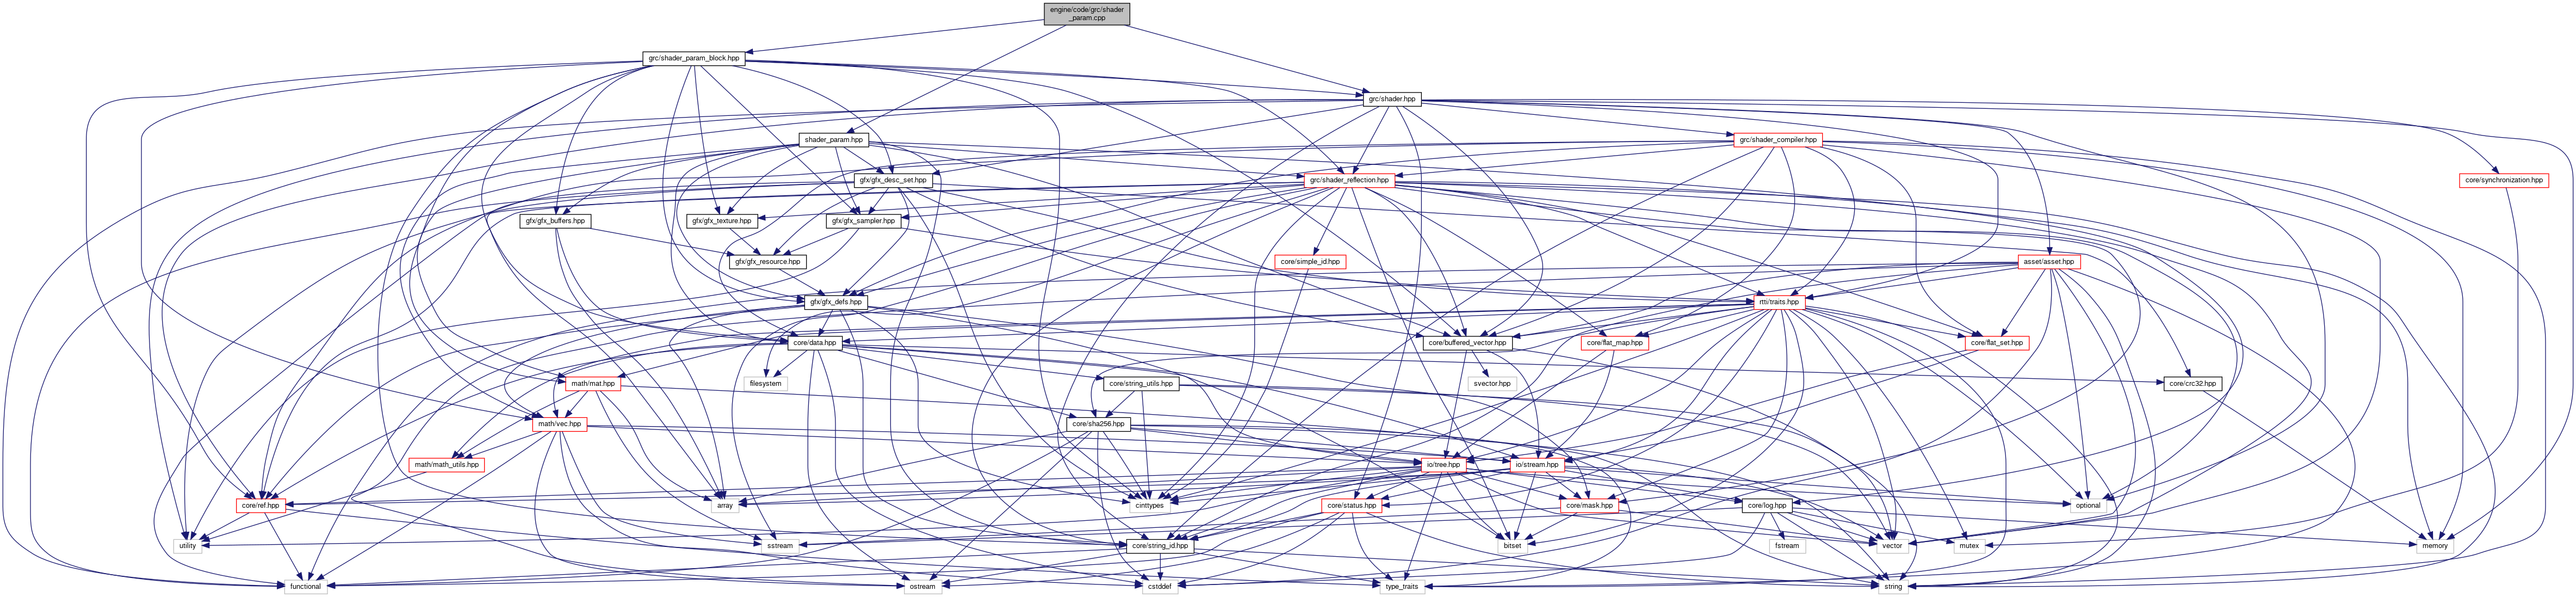 engine/code/grc/shader
_param.cpp
grc/shader_param_block.hpp
grc/shader.hpp
shader_param.hpp
grc/shader_compiler.hpp
gfx/gfx_desc_set.hpp
grc/shader_reflection.hpp
core/synchronization.hpp
gfx/gfx_buffers.hpp
gfx/gfx_texture.hpp
gfx/gfx_sampler.hpp
gfx/gfx_resource.hpp
core/simple_id.hpp
asset/asset.hpp
gfx/gfx_defs.hpp
rtti/traits.hpp
core/data.hpp
core/buffered_vector.hpp
core/flat_map.hpp
core/flat_set.hpp
math/mat.hpp
filesystem
core/string_utils.hpp
svector.hpp
core/crc32.hpp
math/vec.hpp
core/sha256.hpp
math/math_utils.hpp
io/tree.hpp
io/stream.hpp
core/ref.hpp
array
cinttypes
core/status.hpp
core/mask.hpp
core/log.hpp
optional
utility
sstream
core/string_id.hpp
bitset
fstream
vector
mutex
memory
functional
ostream
cstddef
type_traits
string